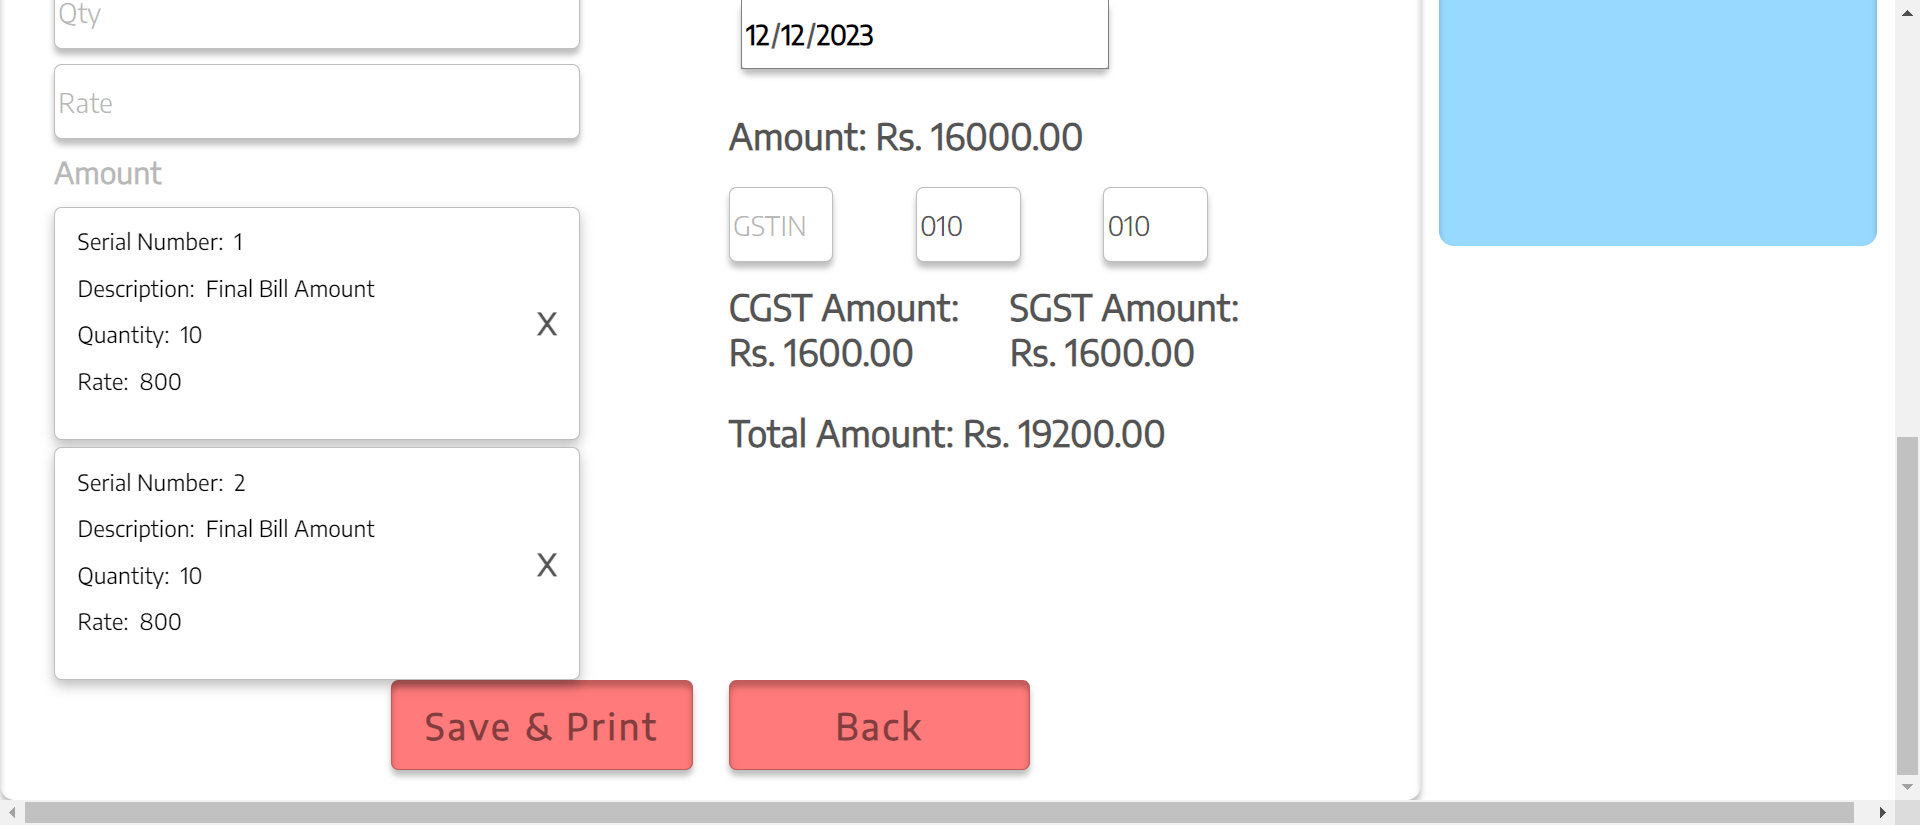 Qty
Rate
Amount
Serial Number: 1
Description: Final Bill Amount
Quantity: 10
Rate: 800
X
Serial Number: 2
Description: Final Bill Amount
Quantity: 10
Rate: 800
X
12/12/2023
Amount: Rs. 16000.00
GSTIN 010 010
CGST Amount:
Rs. 1600.00
SGST Amount:
Rs. 1600.00
Total Amount: Rs. 19200.00
Save & Print
Back